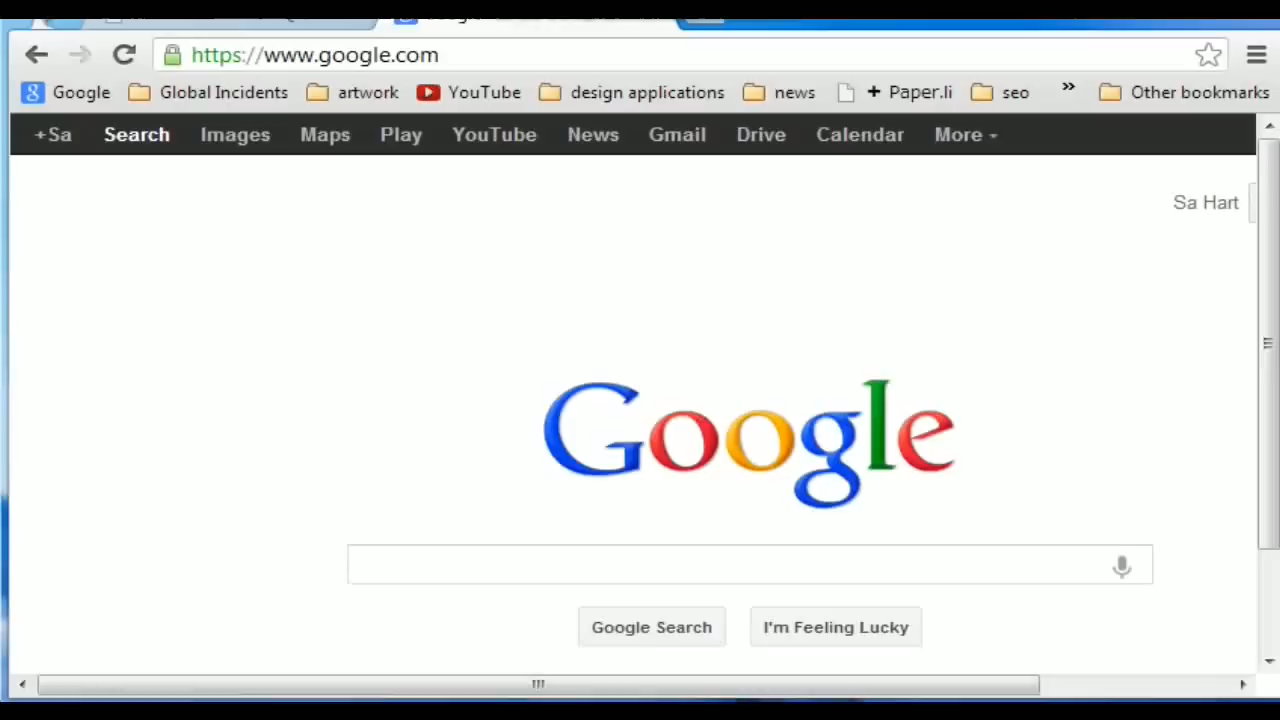 https://www.google.com
Google Global Incidents artwork YouTube design applications news + Paper.li seo » Other bookmarks
+Sa Search Images Maps Play YouTube News Gmail Drive Calendar More
Sa Hart
Google
Google Search I'm Feeling Lucky